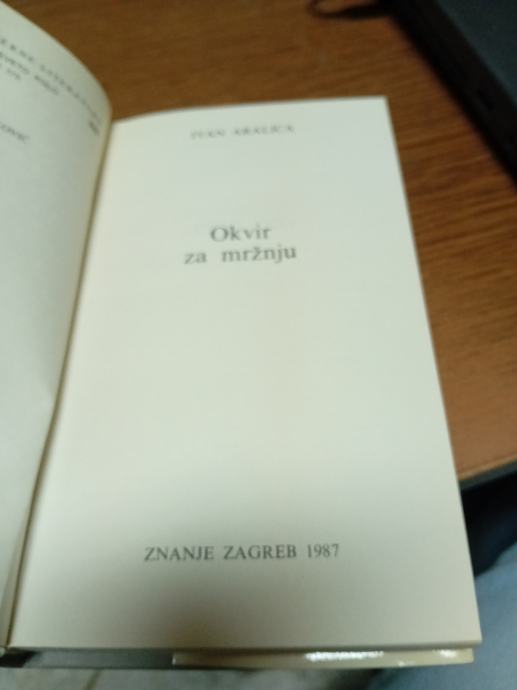 IVAN ARALICA
Okvir
za mržnju
ZNANJE ZAGREB 1987